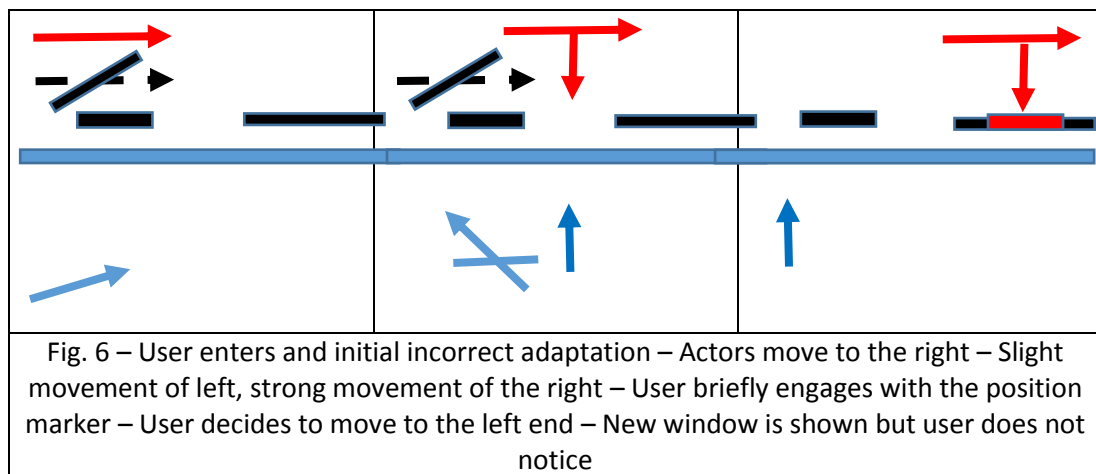 Fig. 6 – User enters and initial incorrect adaptation – Actors move to the right – Slight
movement of left, strong movement of the right – User briefly engages with the position
marker – User decides to move to the left end – New window is shown but user does not
notice